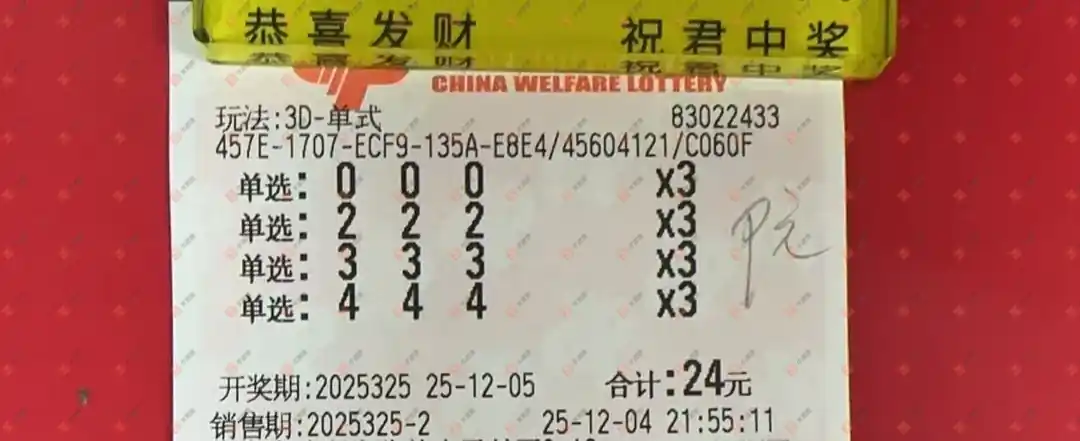 恭喜发财 祝君中奖
CHINA WELFARE LOTTERY
玩法:3D-单式 83022433
457E-1707-ECF9-135A-E8E4/45604121/C060F
单选: 0 0 0 x3
单选: 2 2 2 x3
单选: 3 3 3 x3
单选: 4 4 4 x3
开奖期:2025325 25-12-05 合计:24元
销售期:2025325-2 25-12-04 21:55:11